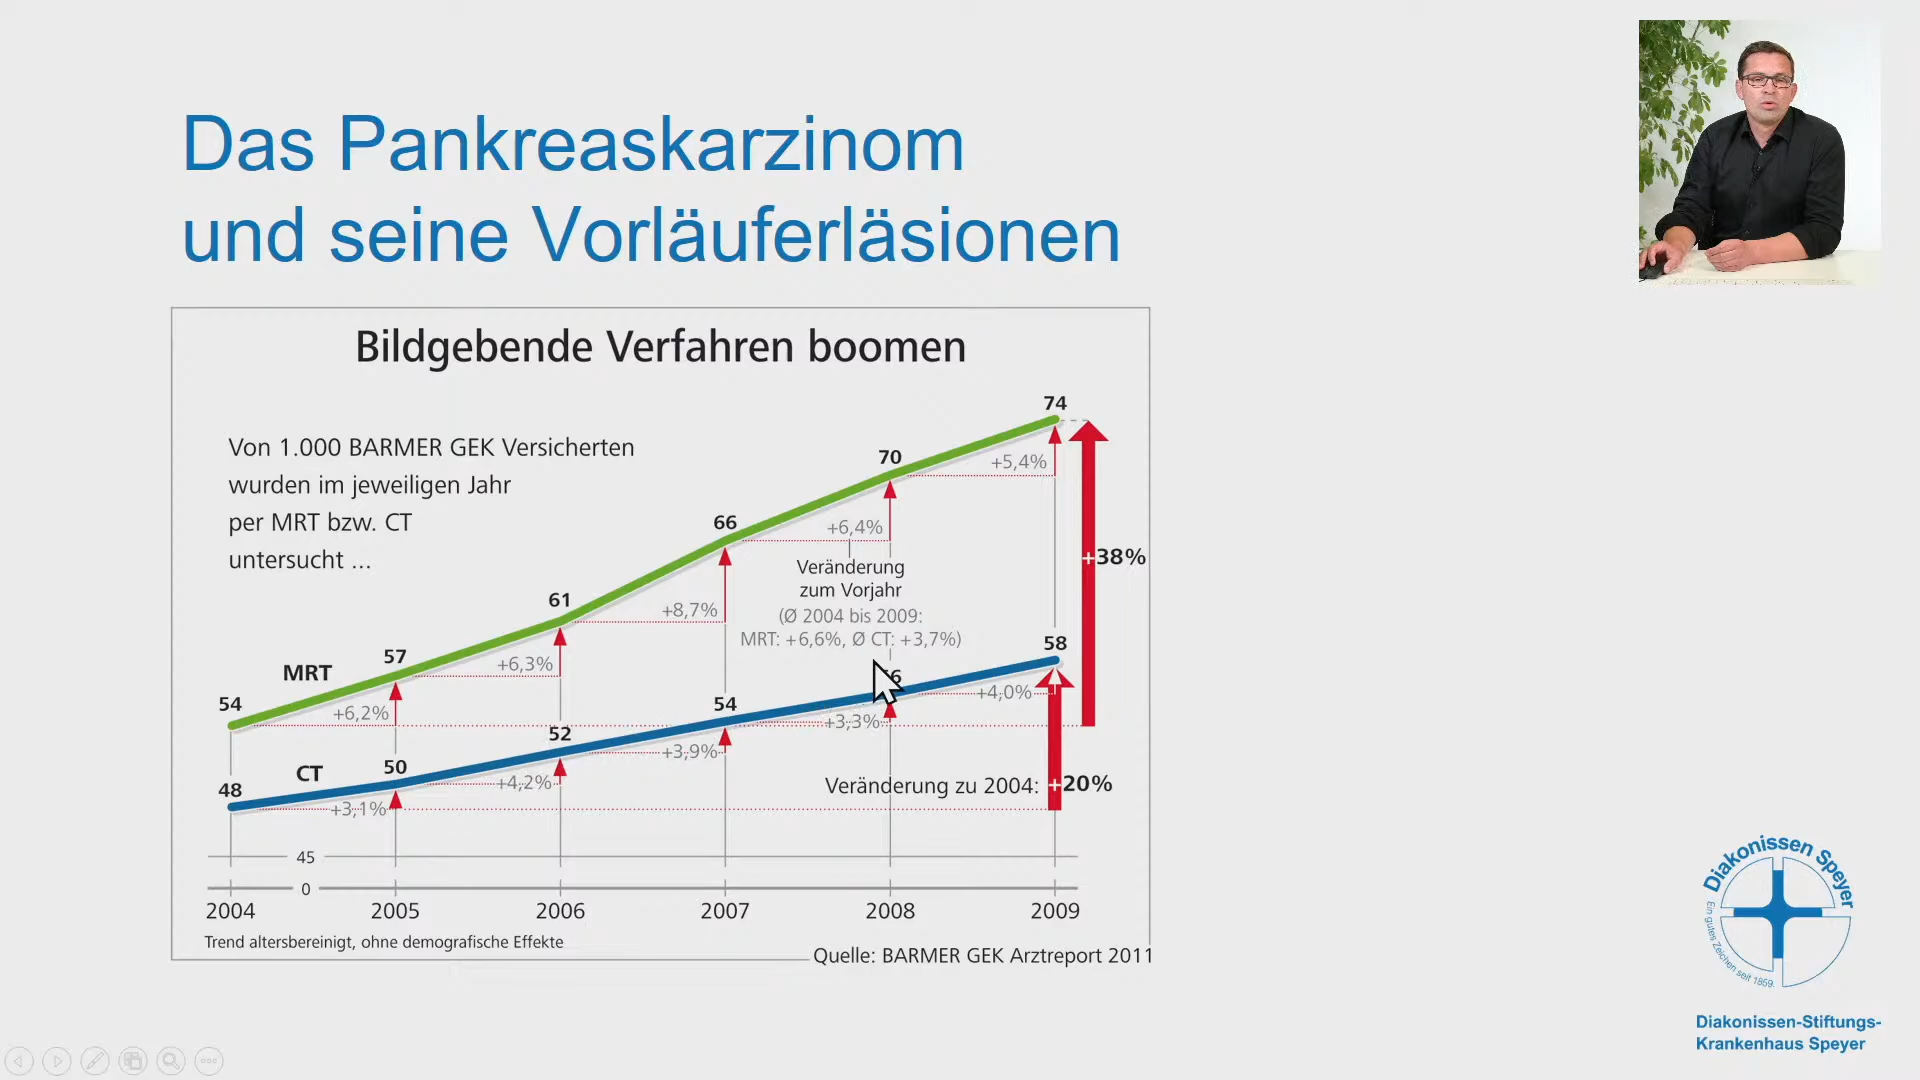 Das Pankreaskarzinom
und seine Vorläuferläsionen
Bildgebende Verfahren boomen
Von 1.000 BARMER GEK Versicherten
wurden im jeweiligen Jahr
per MRT bzw. CT
untersucht ...
74
+5,4%
70
+6,4%
66
+8,7%
61
+6,3%
57
+6,2%
54
MRT
Veränderung
zum Vorjahr
(Ø 2004 bis 2009:
MRT: +6,6%, Ø CT: +3,7%)
+38%
58
+4,0%
+3,3%
54
+3,9%
52
+4,2%
50
+3,1%
48
CT
Veränderung zu 2004: +20%
45
0
2004 2005 2006 2007 2008 2009
Trend altersbereinigt, ohne demografische Effekte
Quelle: BARMER GEK Arztreport 2011
Diakonissen Speyer
Ein gutes Zeichen seit 1859.
Diakonissen-Stiftungs-
Krankenhaus Speyer